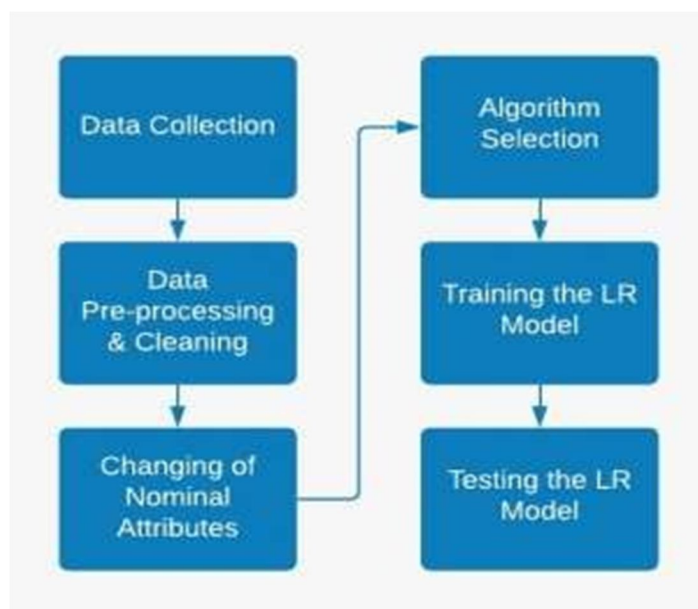 Data Collection
Data
Pre-processing
& Cleaning
Changing of
Nominal
Attributes
Algorithm
Selection
Training the LR
Model
Testing the LR
Model